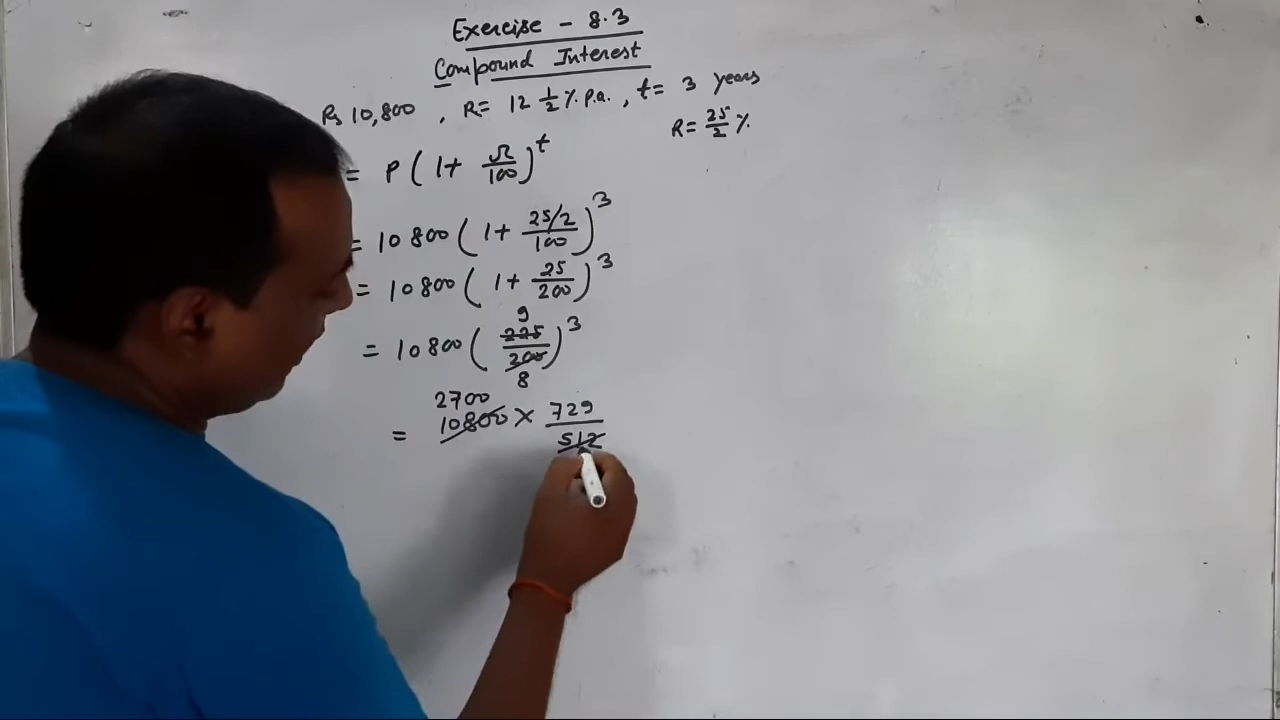 Exercise - 8.3
Compound Interest
Rs 10,800 , R= 12 1/2 % p.a. , t= 3 years
R= 25/2 %
= P ( 1+ r/100 )^t
= 10800 ( 1+ 25/2/100 )^3
= 10800 ( 1+ 25/200 )^3
9
= 10800 ( 225/200 )^3
8
2700
= 10800 × 729/512